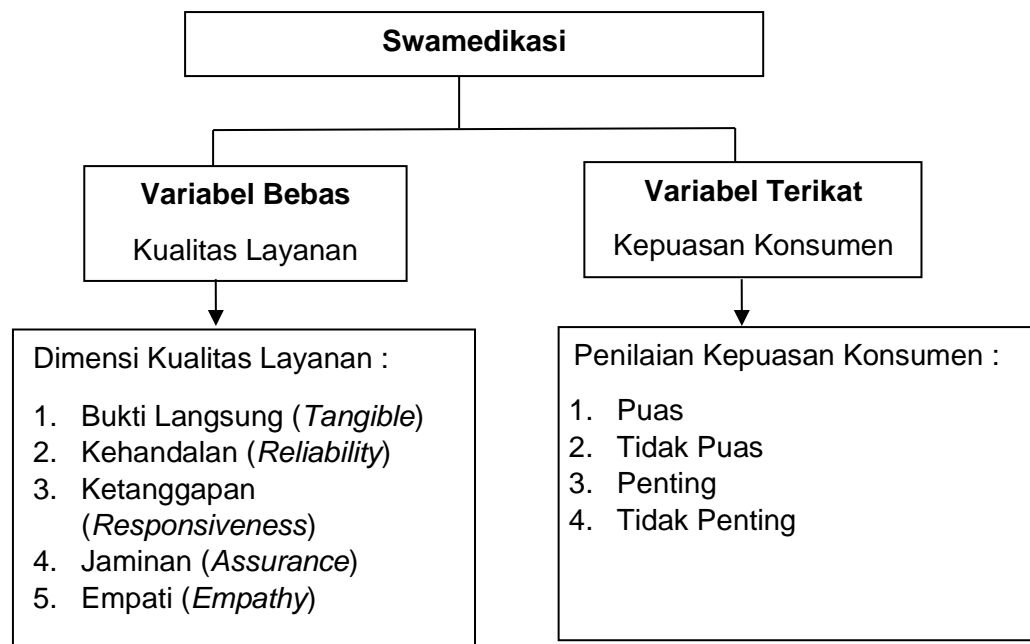 Swamedikasi
Variabel Bebas
Kualitas Layanan
Variabel Terikat
Kepuasan Konsumen
Dimensi Kualitas Layanan :
1. Bukti Langsung (Tangible)
2. Kehandalan (Reliability)
3. Ketanggapan
(Responsiveness)
4. Jaminan (Assurance)
5. Empati (Empathy)
Penilaian Kepuasan Konsumen :
1. Puas
2. Tidak Puas
3. Penting
4. Tidak Penting